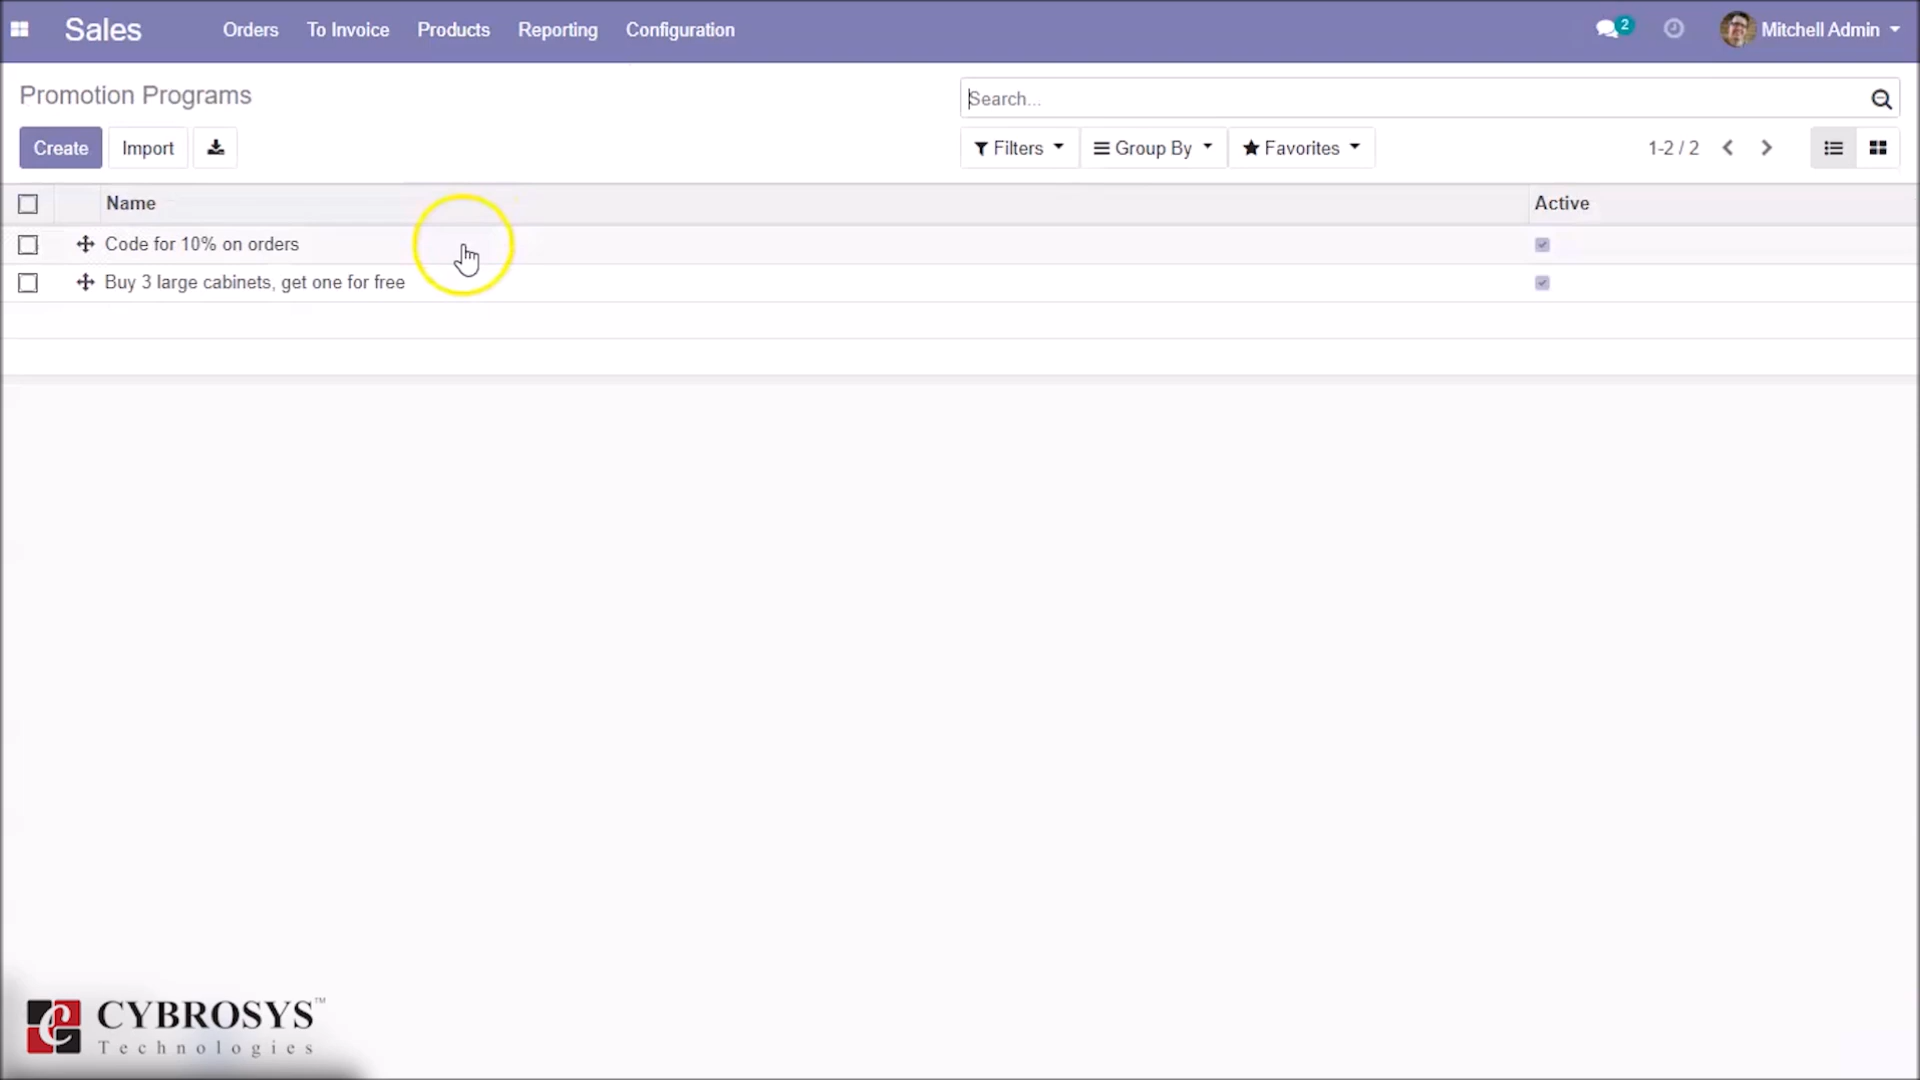 Sales Orders To Invoice Products Reporting Configuration 2 Mitchell Admin
Promotion Programs Search...
Create Import Filters Group By Favorites 1-2 / 2
Name Active
Code for 10% on orders
Buy 3 large cabinets, get one for free
CYBROSYS™
Technologies